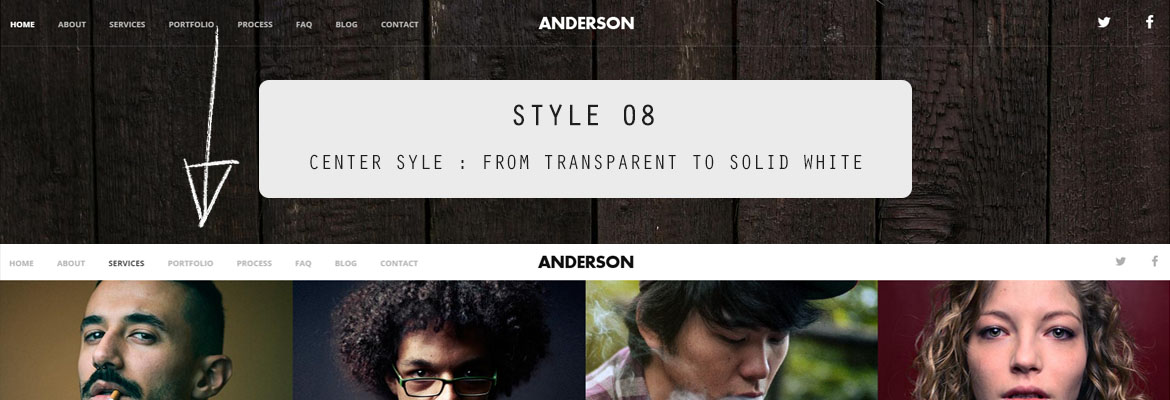 HOME ABOUT SERVICES PORTFOLIO PROCESS FAQ BLOG CONTACT ANDERSON
STYLE 08
CENTER SYLE : FROM TRANSPARENT TO SOLID WHITE
HOME ABOUT SERVICES PORTFOLIO PROCESS FAQ BLOG CONTACT ANDERSON